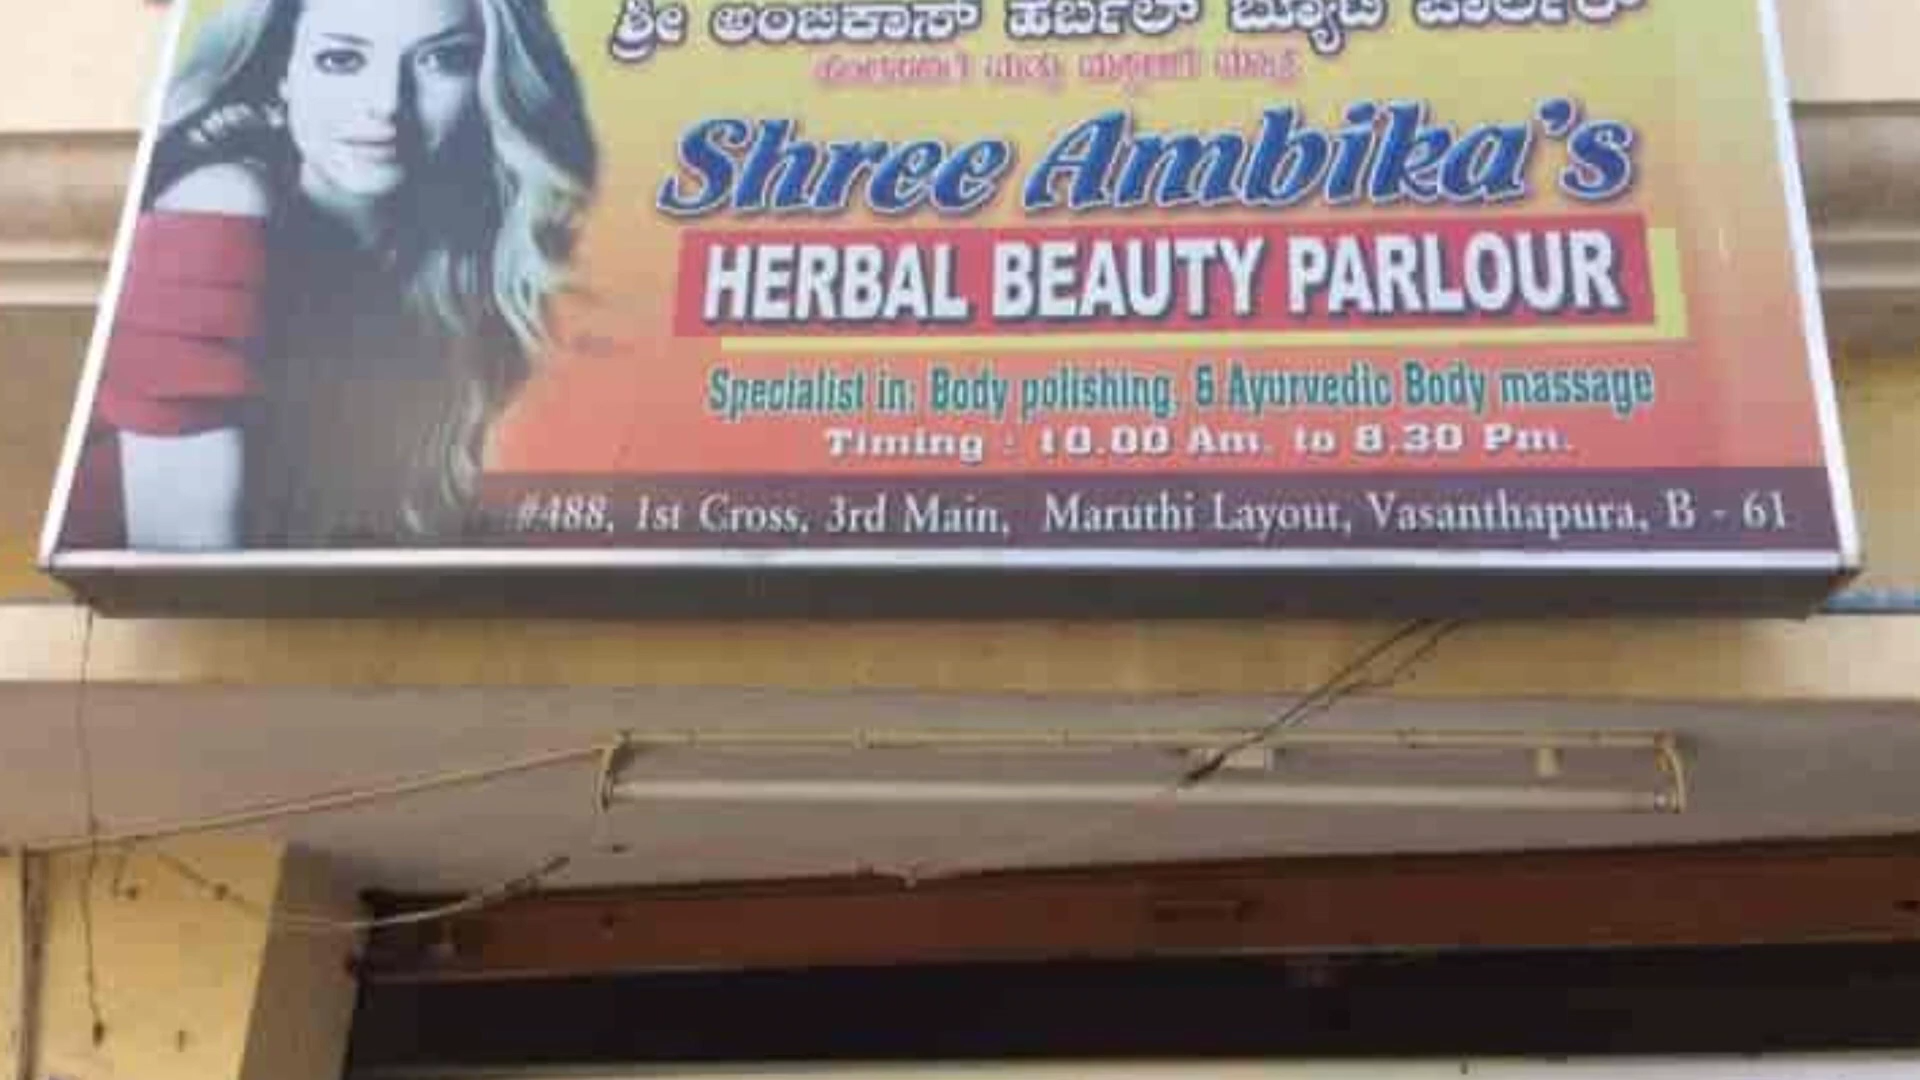 ಶ್ರೀ ಅಂಬಿಕಾಸ್ ಹರ್ಬಲ್ ಬ್ಯೂಟಿ ಪಾರ್ಲರ್
Shree Ambika's
HERBAL BEAUTY PARLOUR
Specialist in: Body polishing, & Ayurvedic Body massage
Timing : 10.00 Am. to 8.30 Pm.
#488, 1st Cross, 3rd Main, Maruthi Layout, Vasanthapura, B - 61